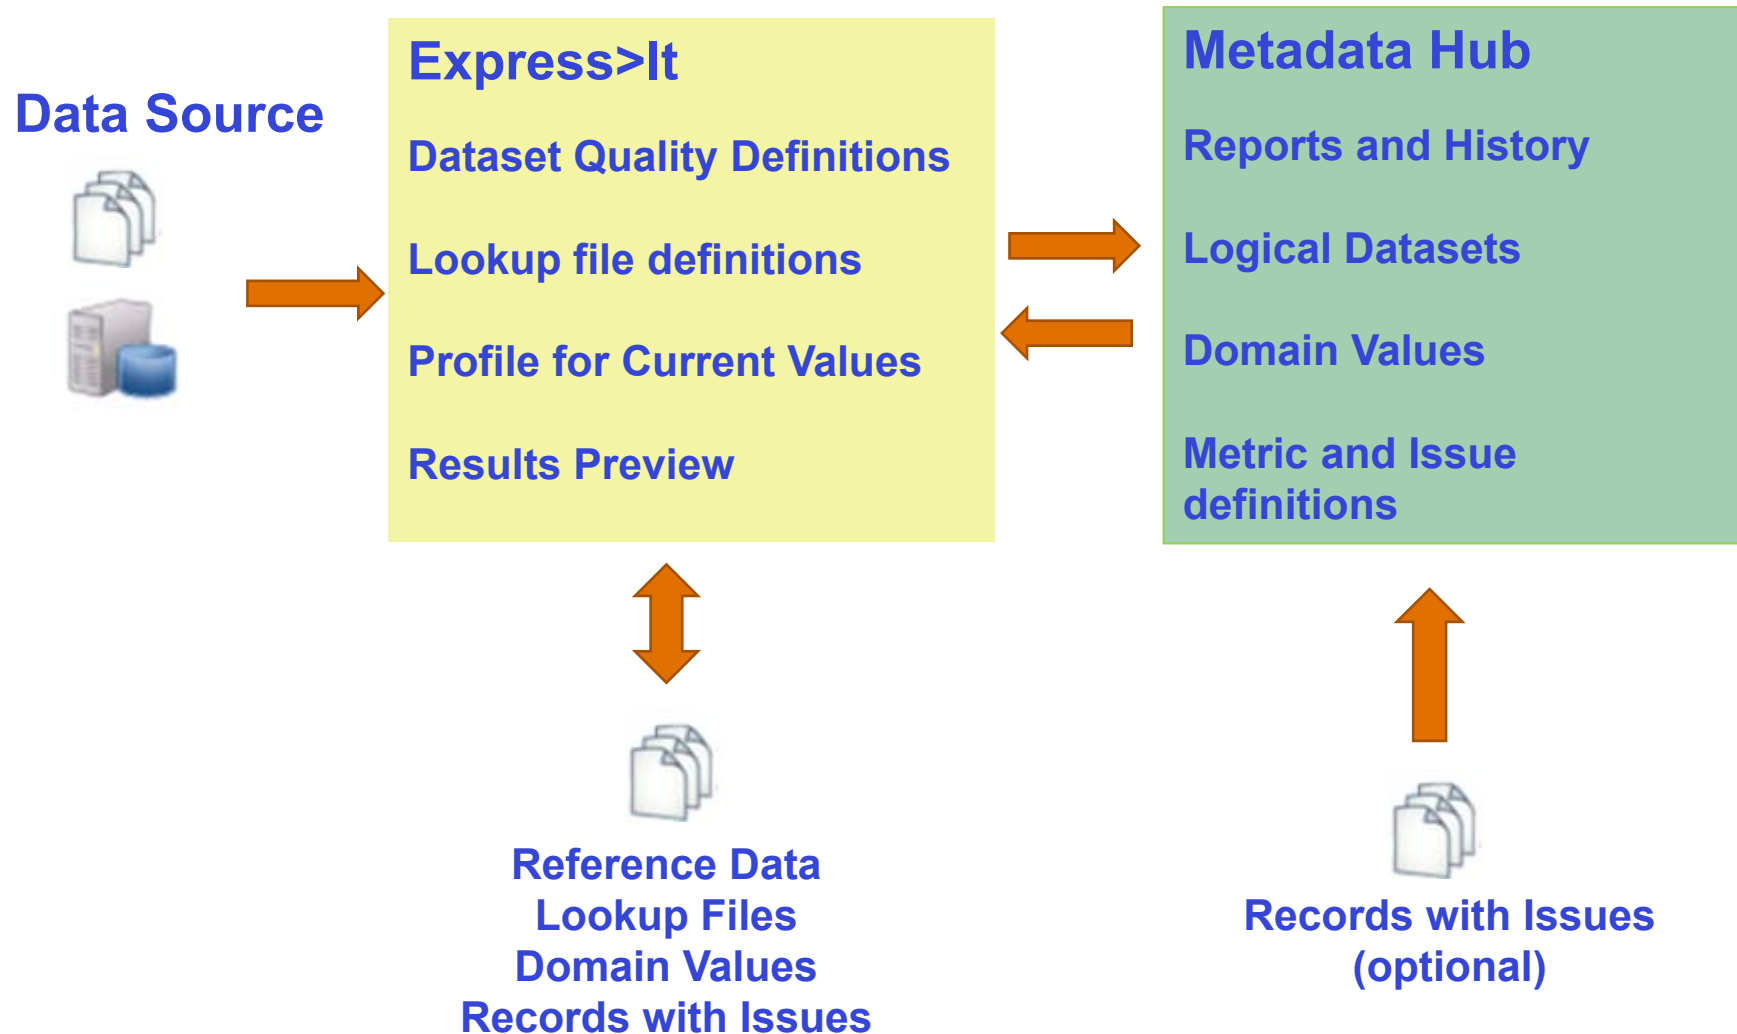 Data Source
Express>It
Dataset Quality Definitions
Lookup file definitions
Profile for Current Values
Results Preview
Metadata Hub
Reports and History
Logical Datasets
Domain Values
Metric and Issue
definitions
Reference Data
Lookup Files
Domain Values
Records with Issues
Records with Issues
(optional)